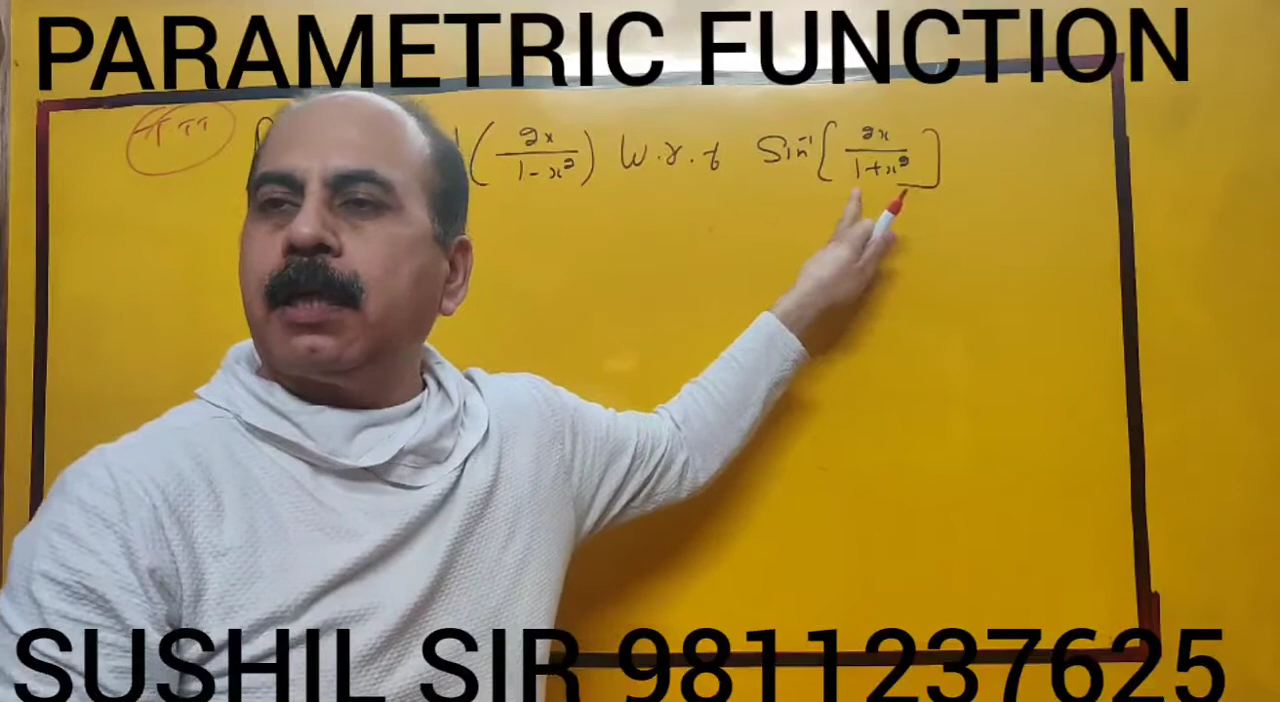 PARAMETRIC FUNCTION
(2x/1-x²) W.r.t Sin⁻¹[2x/1+x²]
SUSHIL SIR 9811237625